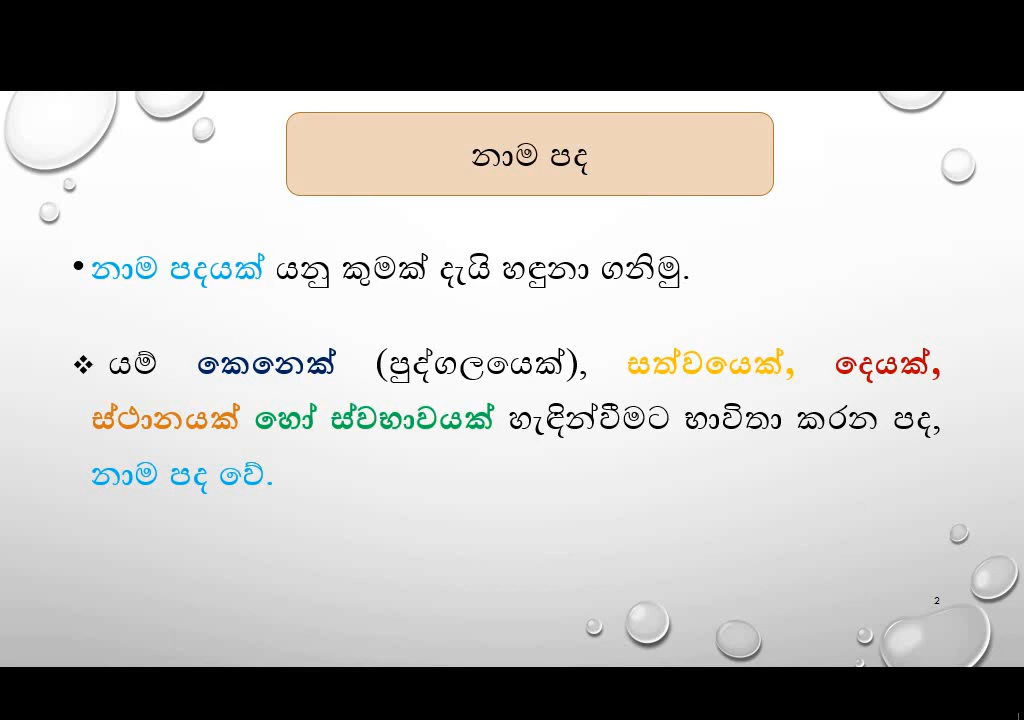 නාම පද
• නාම පදයක් යනු කුමක් දැයි හඳුනා ගනිමු.
❖ යම් කෙනෙක් (පුද්ගලයෙක්), සත්වයෙක්, දෙයක්,
ස්ථානයක් හෝ ස්වභාවයක් හැඳින්වීමට භාවිතා කරන පද,
නාම පද වේ.
2